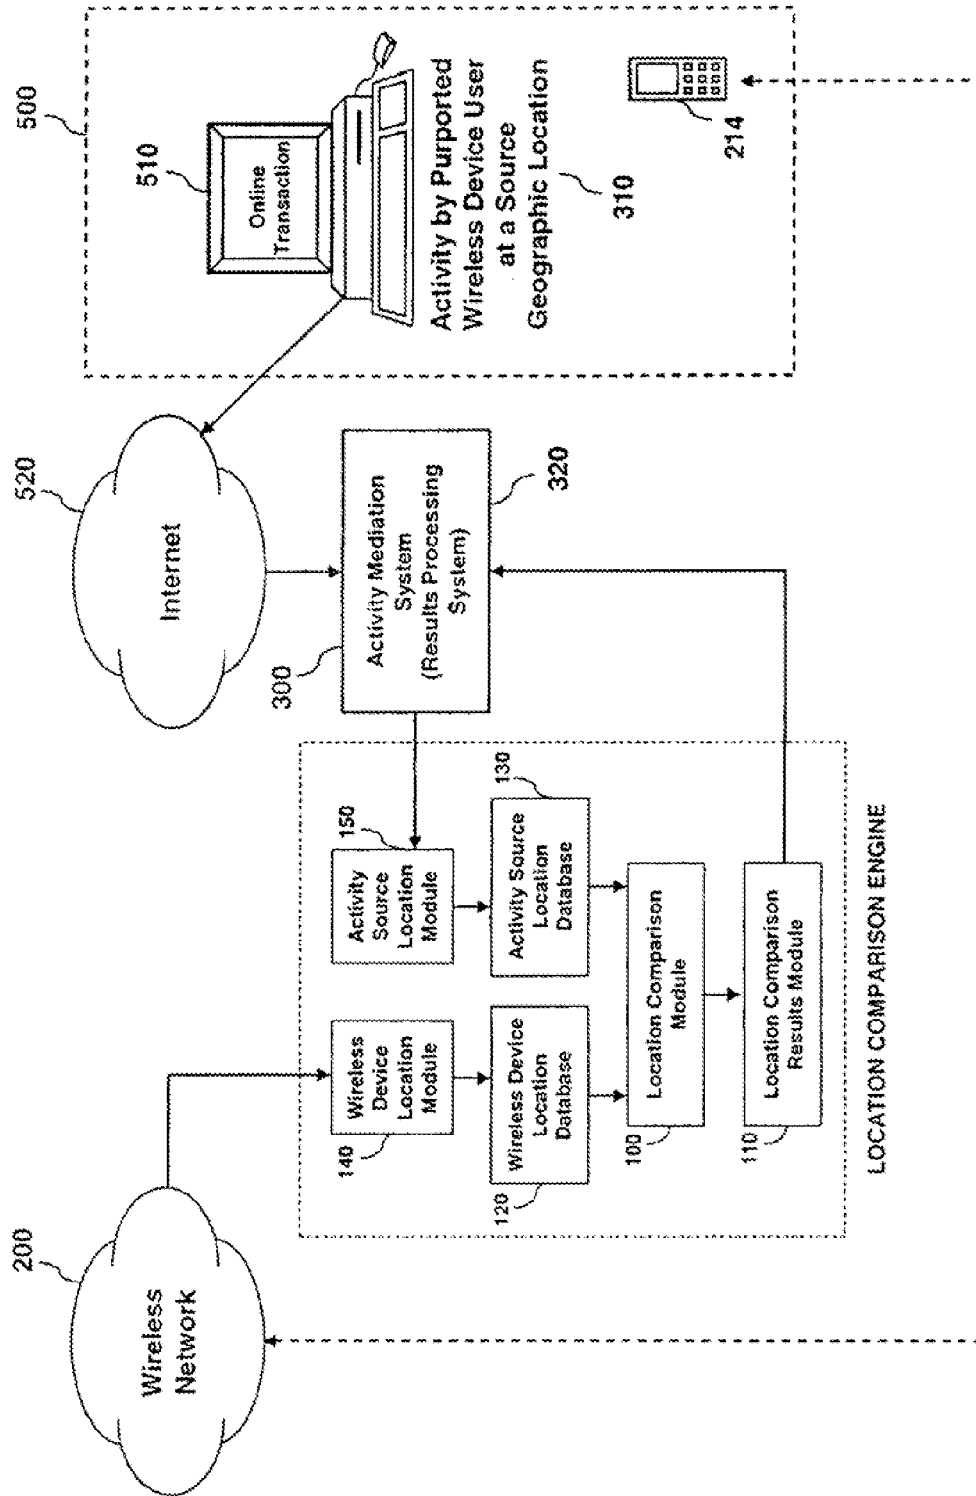 200
Wireless
Network
520
Internet
500
510
Online
Transaction
Activity by Purported
Wireless Device User
at a Source
Geographic Location
310
214
300
Activity Mediation
System
(Results Processing
System)
320
140
Wireless
Device
Location
Module
150
Activity
Source
Location
Module
120
Wireless Device
Location
Database
130
Activity Source
Location
Database
100
Location Comparison
Module
110
Location Comparison
Results Module
LOCATION COMPARISON ENGINE